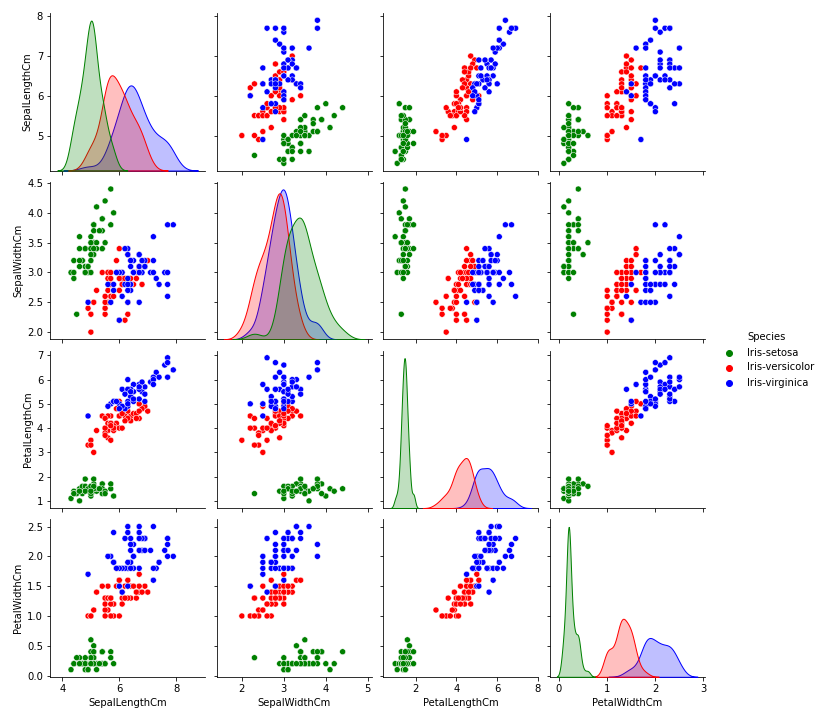 8
7
6
5
SepalLengthCm
4.5
4.0
3.5
3.0
2.5
2.0
SepalWidthCm
Species
Iris-setosa
Iris-versicolor
Iris-virginica
7
6
5
4
3
2
1
PetalLengthCm
2.5
2.0
1.5
1.0
0.5
0.0
PetalWidthCm
4 6 8
SepalLengthCm
2 3 4 5
SepalWidthCm
2 4 6 8
PetalLengthCm
0 1 2 3
PetalWidthCm